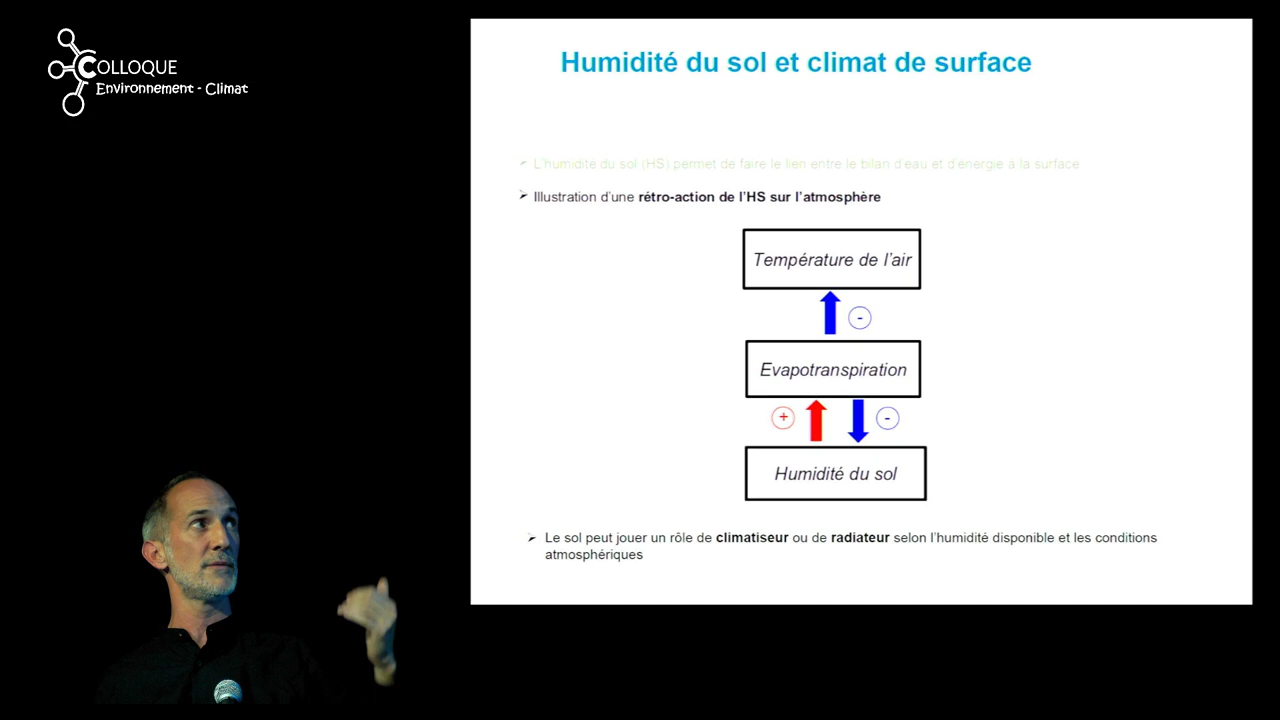 COLLOQUE
Environnement - Climat
Humidité du sol et climat de surface
L'humidité du sol (HS) permet de faire le lien entre le bilan d'eau et d'énergie à la surface
Illustration d'une rétro-action de l'HS sur l'atmosphère
Température de l'air
-
Evapotranspiration
+ -
Humidité du sol
Le sol peut jouer un rôle de climatiseur ou de radiateur selon l'humidité disponible et les conditions
atmosphériques